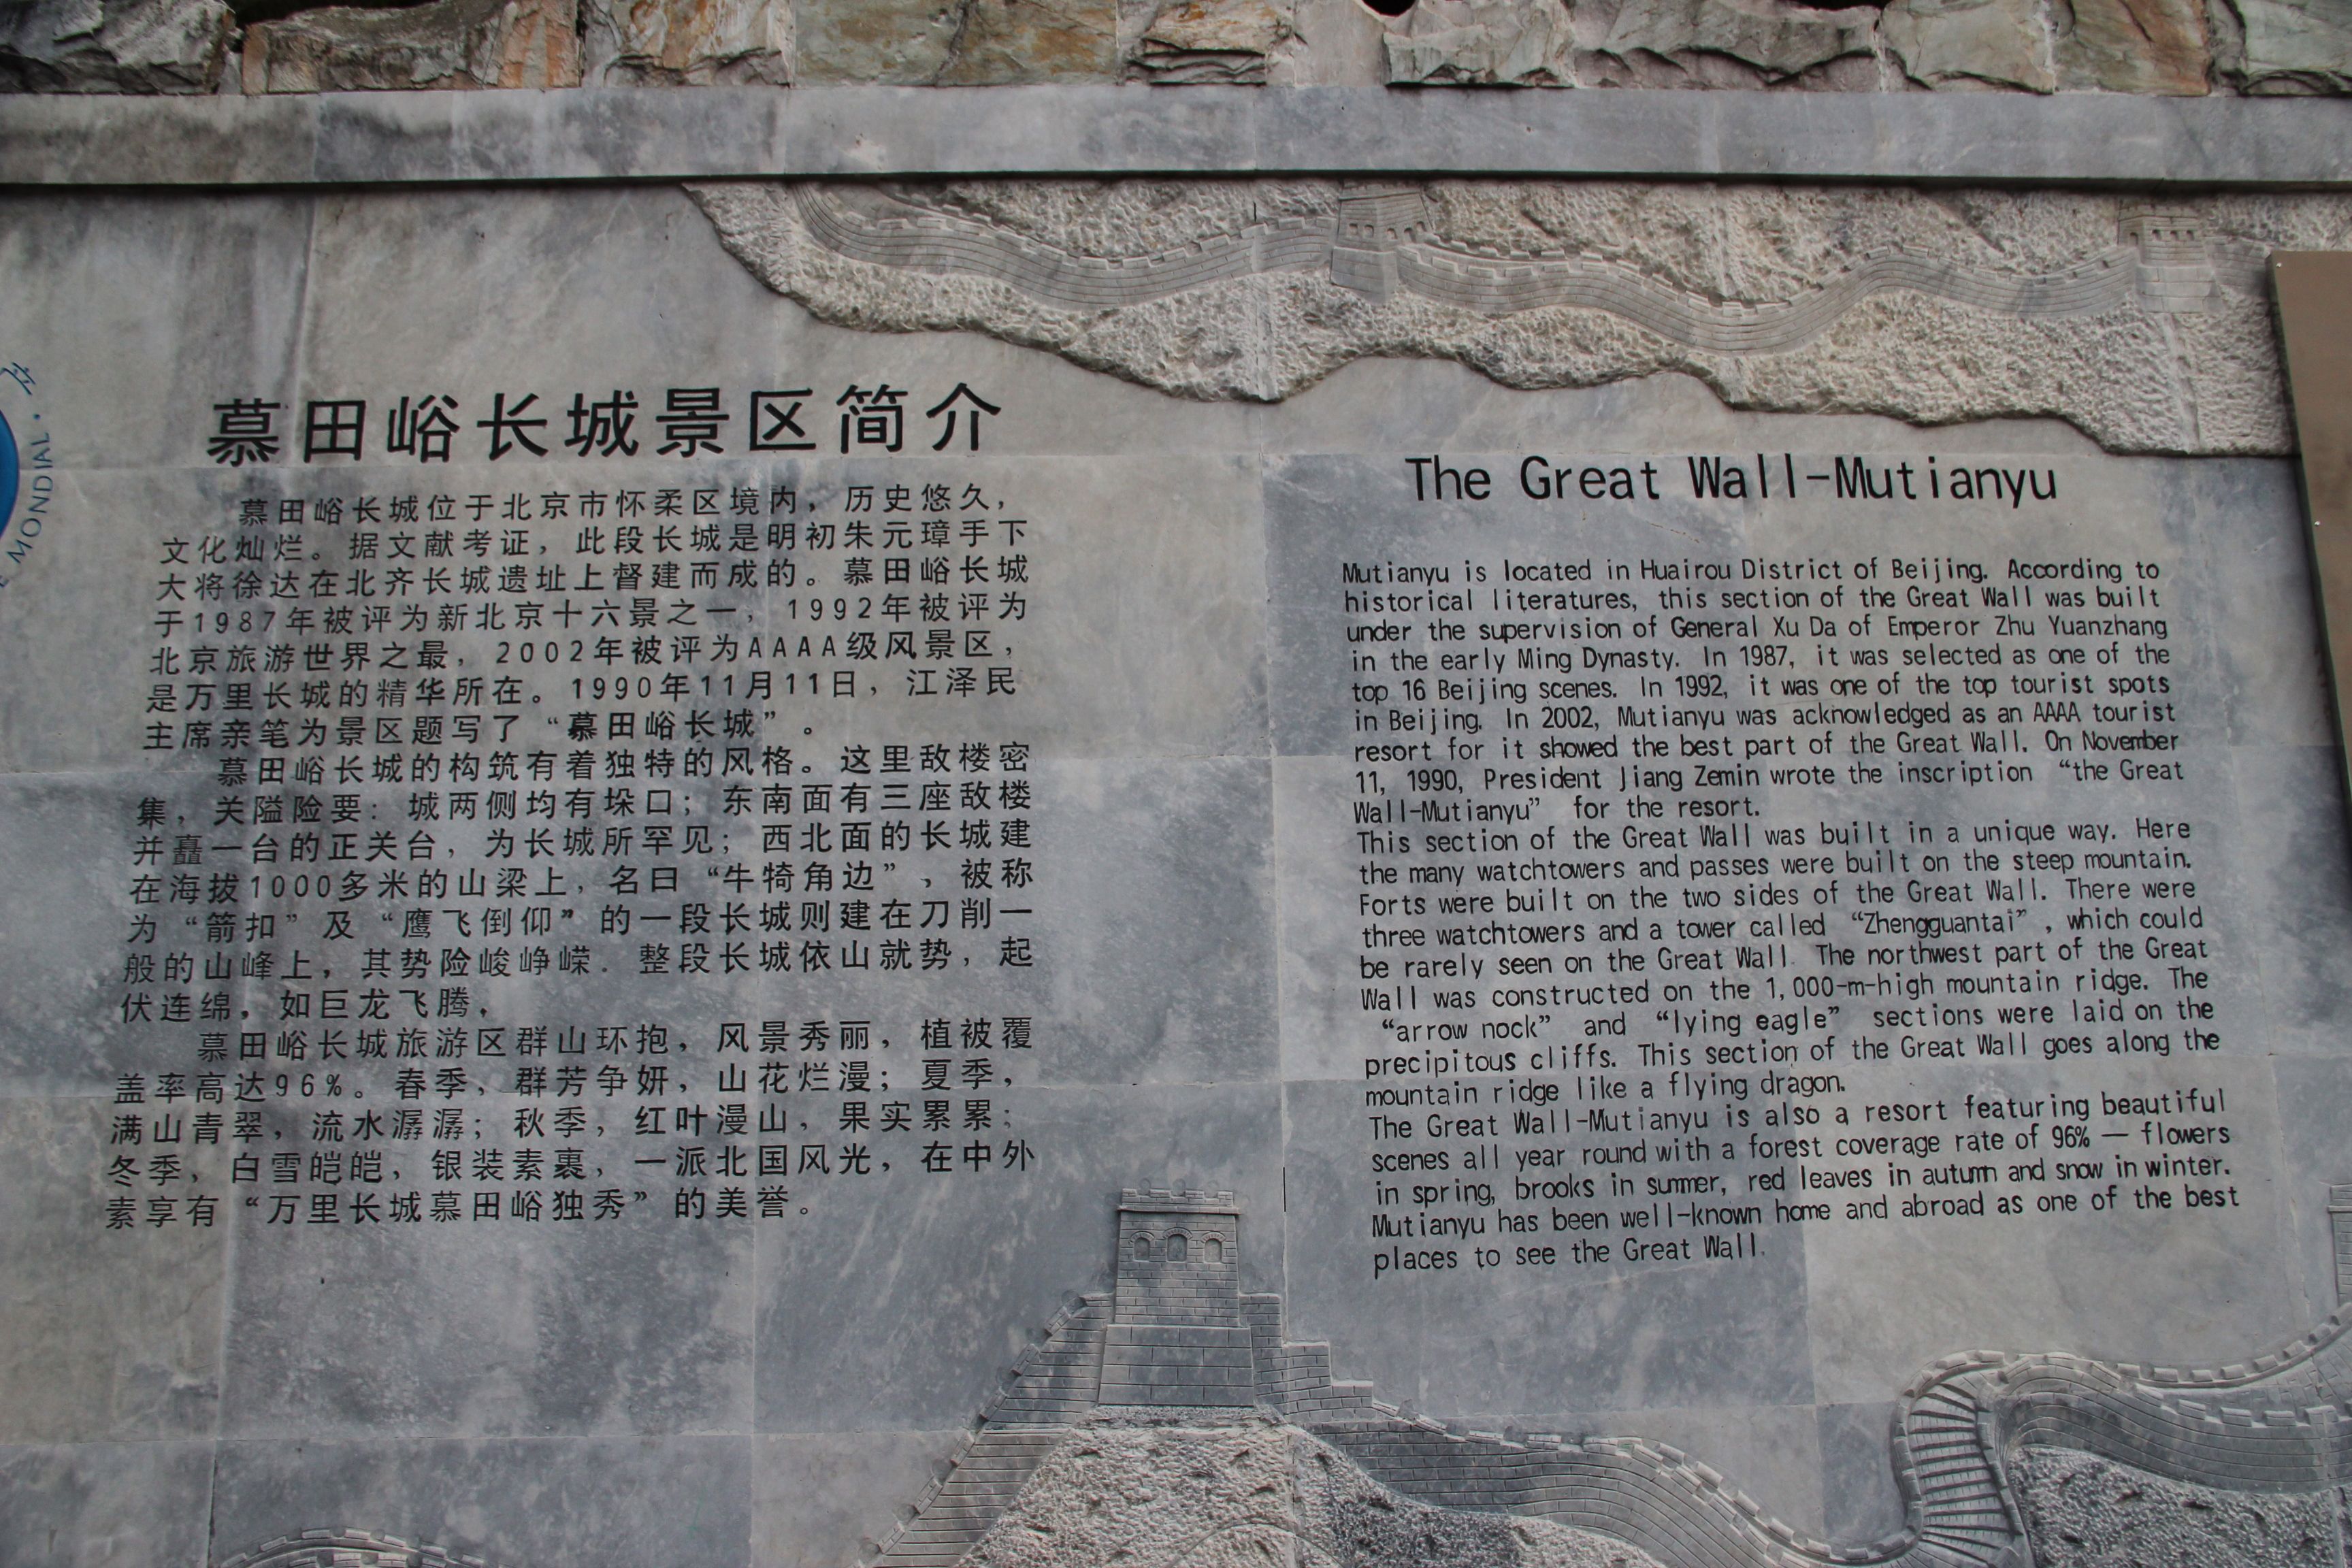 MONDIAL ·
慕田峪长城景区简介
慕田峪长城位于北京市怀柔区境内，历史悠久，
文化灿烂。据文献考证，此段长城是明初朱元璋手下
大将徐达在北齐长城遗址上督建而成的。慕田峪长城
于1987年被评为新北京十六景之一，1992年被评为
北京旅游世界之最，2002年被评为AAAA级风景区，
是万里长城的精华所在。1990年11月11日，江泽民
主席亲笔为景区题写了“慕田峪长城”。
慕田峪长城的构筑有着独特的风格。这里敌楼密
集，关隘险要：城两侧均有垛口；东南面有三座敌楼
并矗一台的正关台，为长城所罕见；西北面的长城建
在海拔1000多米的山梁上，名曰“牛犄角边”、被称
为“箭扣”及“鹰飞倒仰”的一段长城则建在刀削一
般的山峰上，其势险峻峥嵘．整段长城依山就势，起
伏连绵，如巨龙飞腾，
慕田峪长城旅游区群山环抱，风景秀丽，植被覆
盖率高达96%。春季，群芳争妍，山花烂漫；夏季，
满山青翠，流水潺潺；秋季，红叶漫山，果实累累；
冬季，白雪皑皑，银装素裹，一派北国风光，在中外
素享有“万里长城慕田峪独秀”的美誉。
The Great Wall-Mutianyu
Mutianyu is located in Huairou District of Beijing. According to
historical literatures, this section of the Great Wall was built
under the supervision of General Xu Da of Emperor Zhu Yuanzhang
in the early Ming Dynasty. In 1987, it was selected as one of the
top 16 Beijing scenes. In 1992, it was one of the top tourist spots
in Beijing. In 2002, Mutianyu was acknowledged as an AAAA tourist
resort for it showed the best part of the Great Wall. On November
11, 1990, President Jiang Zemin wrote the inscription “the Great
Wall-Mutianyu” for the resort.
This section of the Great Wall was built in a unique way. Here
the many watchtowers and passes were built on the steep mountain.
Forts were built on the two sides of the Great Wall. There were
three watchtowers and a tower called “Zhengguantai”, which could
be rarely seen on the Great Wall. The northwest part of the Great
Wall was constructed on the 1,000-m-high mountain ridge. The
“arrow nock” and “lying eagle” sections were laid on the
precipitous cliffs. This section of the Great Wall goes along the
mountain ridge like a flying dragon.
The Great Wall-Mutianyu is also a resort featuring beautiful
scenes all year round with a forest coverage rate of 96% — flowers
in spring, brooks in summer, red leaves in autumn and snow in winter.
Mutianyu has been well-known home and abroad as one of the best
places to see the Great Wall.